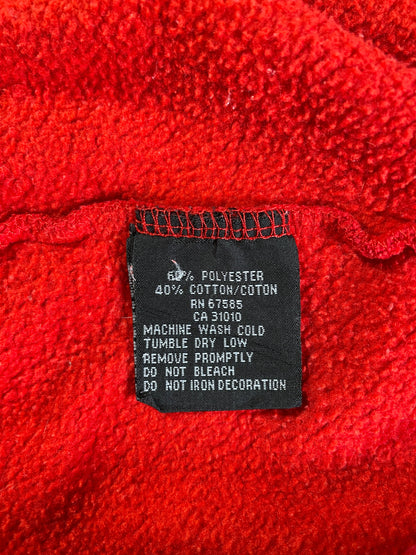 60% POLYESTER
40% COTTON/COTON
RN 67585
CA 31010
MACHINE WASH COLD
TUMBLE DRY LOW
REMOVE PROMPTLY
DO NOT BLEACH
DO NOT IRON DECORATION